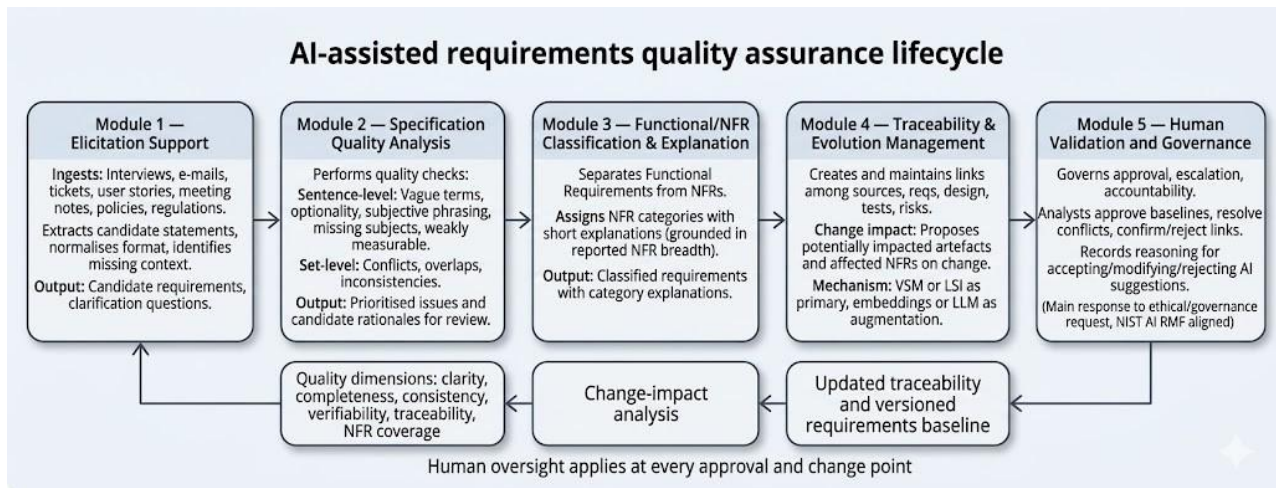 AI-assisted requirements quality assurance lifecycle
Module 1 —
Elicitation Support
Ingests: Interviews, e-mails,
tickets, user stories, meeting
notes, policies, regulations.
Extracts candidate statements,
normalises format, identifies
missing context.
Output: Candidate requirements,
clarification questions.
Module 2 — Specification
Quality Analysis
Performs quality checks:
Sentence-level: Vague terms,
optionality, subjective phrasing,
missing subjects, weakly
measurable.
Set-level: Conflicts, overlaps,
inconsistencies.
Output: Prioritised issues and
candidate rationales for review.
Module 3 — Functional/NFR
Classification & Explanation
Separates Functional
Requirements from NFRs.
Assigns NFR categories with
short explanations (grounded in
reported NFR breadth).
Output: Classified requirements
with category explanations.
Module 4 — Traceability &
Evolution Management
Creates and maintains links
among sources, reqs, design,
tests, risks.
Change impact: Proposes
potentially impacted artefacts
and affected NFRs on change.
Mechanism: VSM or LSI as
primary, embeddings or LLM as
augmentation.
Module 5 — Human
Validation and Governance
Governs approval, escalation,
accountability.
Analysts approve baselines, resolve
conflicts, confirm/reject links.
Records reasoning for
accepting/modifying/rejecting AI
suggestions.
(Main response to ethical/governance
request, NIST AI RMF aligned)
Quality dimensions: clarity,
completeness, consistency,
verifiability, traceability,
NFR coverage
Change-impact
analysis
Updated traceability
and versioned
requirements baseline
Human oversight applies at every approval and change point